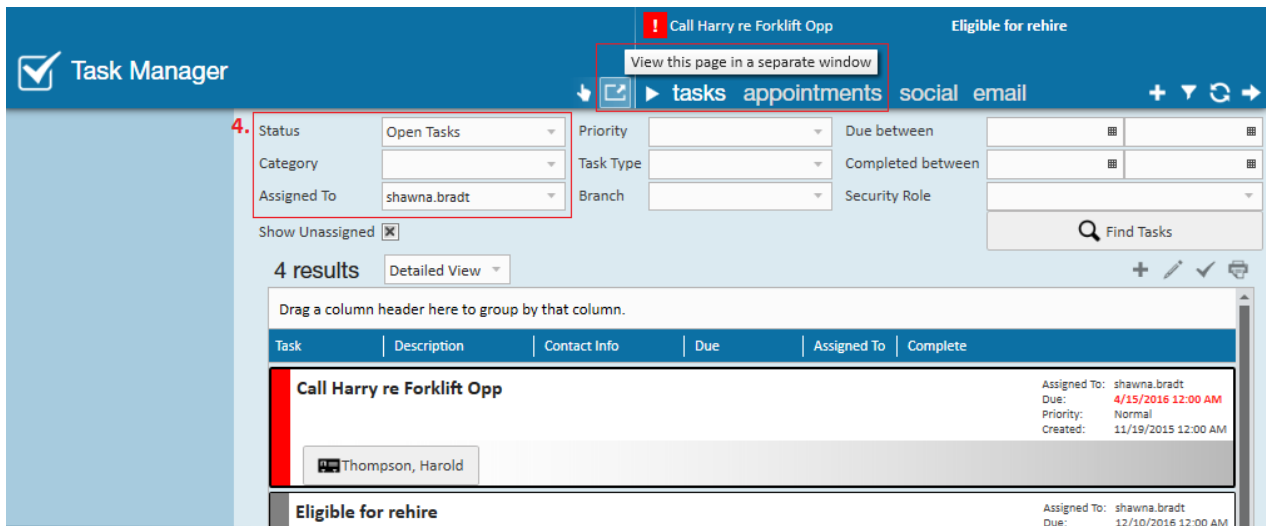 ! Call Harry re Forklift Opp Eligible for rehire
View this page in a separate window
Task Manager
tasks appointments social email
4. Status Open Tasks Priority Due between
Category Task Type Completed between
Assigned To shawna.bradt Branch Security Role
Show Unassigned Find Tasks
4 results Detailed View
Drag a column header here to group by that column.
Task Description Contact Info Due Assigned To Complete
Call Harry re Forklift Opp Assigned To: shawna.bradt
Due: 4/15/2016 12:00 AM
Priority: Normal
Created: 11/19/2015 12:00 AM
Thompson, Harold
Eligible for rehire Assigned To: shawna.bradt
Due: 12/10/2016 12:00 AM